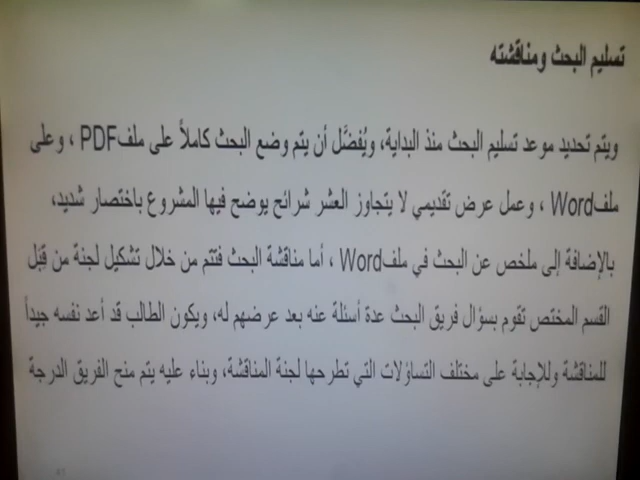 تسليم البحث ومناقشته
ويتم تحديد موعد تسليم البحث منذ البداية، ويُفضَّل أن يتم وضع البحث كاملاً على ملفPDF ، وعلى
ملفWord ، وعمل عرض تقديمي لا يتجاوز العشر شرائح يوضح فيها المشروع باختصار شديد،
بالإضافة إلى ملخص عن البحث في ملفWord ، أما مناقشة البحث فتتم من خلال تشكيل لجنة من قِبَل
القسم المختص تقوم بسؤال فريق البحث عدة أسئلة عنه بعد عرضهم له، ويكون الطالب قد أعد نفسه جيداً
للمناقشة وللإجابة على مختلف التساؤلات التي تطرحها لجنة المناقشة، وبناء عليه يتم منح الفريق الدرجة